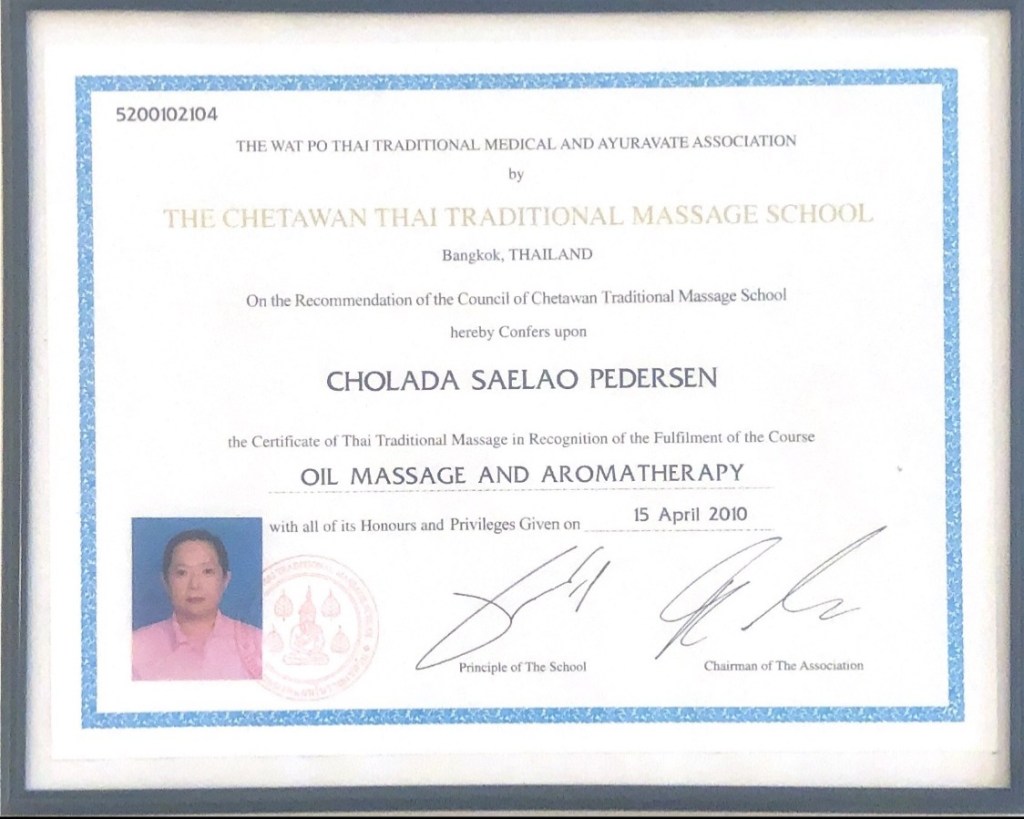 5200102104
THE WAT PO THAI TRADITIONAL MEDICAL AND AYURAVATE ASSOCIATION
by
THE CHETAWAN THAI TRADITIONAL MASSAGE SCHOOL
Bangkok, THAILAND
On the Recommendation of the Council of Chetawan Traditional Massage School
hereby Confers upon
CHOLADA SAELAO PEDERSEN
the Certificate of Thai Traditional Massage in Recognition of the Fulfilment of the Course
OIL MASSAGE AND AROMATHERAPY
with all of its Honours and Privileges Given on 15 April 2010
Principle of The School
Chairman of The Association